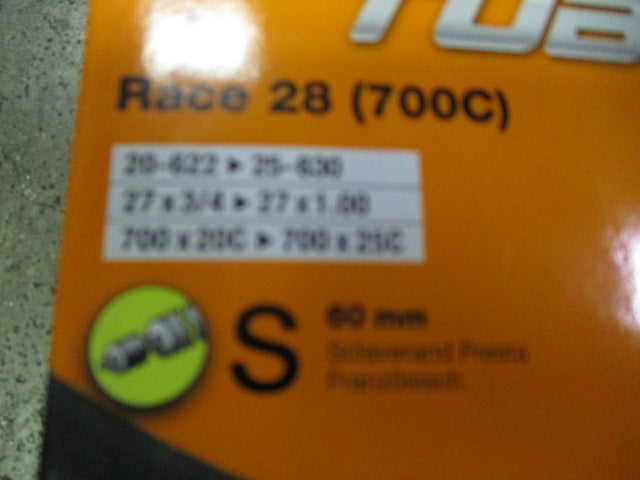 Race 28 (700C)
20-622 ▶ 25-630
27 x 3/4 ▶ 27 x 1.00
700 x 20C ▶ 700 x 25C
S
60 mm
Sclaverand Presta
Französisch